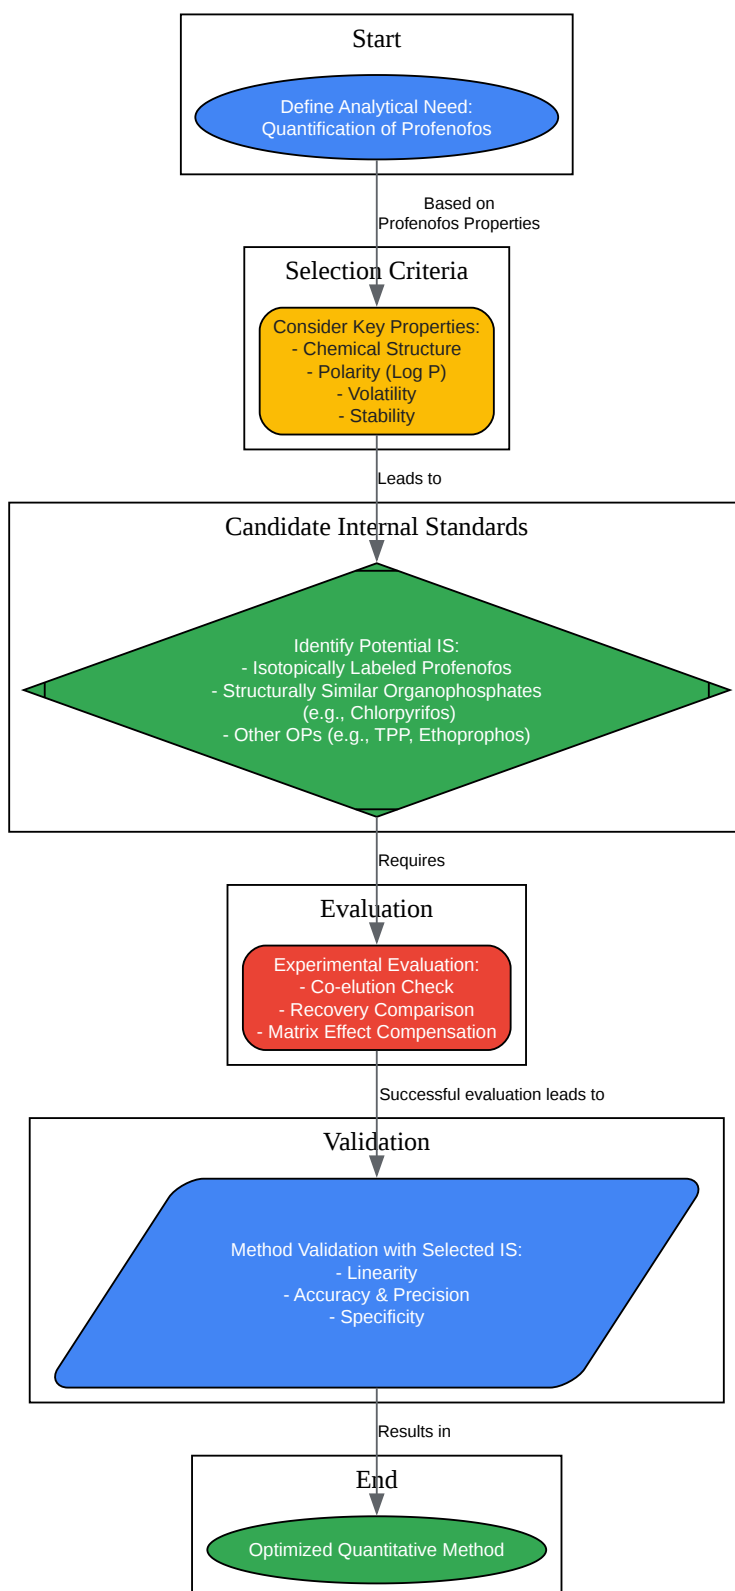 Start
Define Analytical Need:
Quantification of Profenofos
Based on
Profenofos Properties
Selection Criteria
Consider Key Properties:
- Chemical Structure
- Polarity (Log P)
- Volatility
- Stability
Leads to
Candidate Internal Standards
Identify Potential IS:
- Isotopically Labeled Profenofos
- Structurally Similar Organophosphates
(e.g., Chlorpyrifos)
- Other OPs (e.g., TPP, Ethoprophos)
Requires
Evaluation
Experimental Evaluation:
- Co-elution Check
- Recovery Comparison
- Matrix Effect Compensation
Successful evaluation leads to
Validation
Method Validation with Selected IS:
- Linearity
- Accuracy & Precision
- Specificity
Results in
End
Optimized Quantitative Method